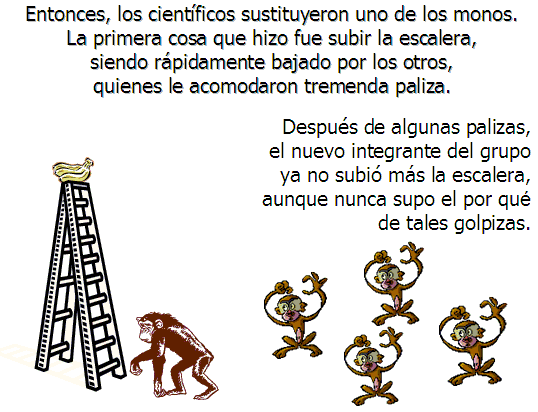 Entonces, los científicos sustituyeron uno de los monos.
La primera cosa que hizo fue subir la escalera,
siendo rápidamente bajado por los otros,
quienes le acomodaron tremenda paliza.
Después de algunas palizas,
el nuevo integrante del grupo
ya no subió más la escalera,
aunque nunca supo el por qué
de tales golpizas.